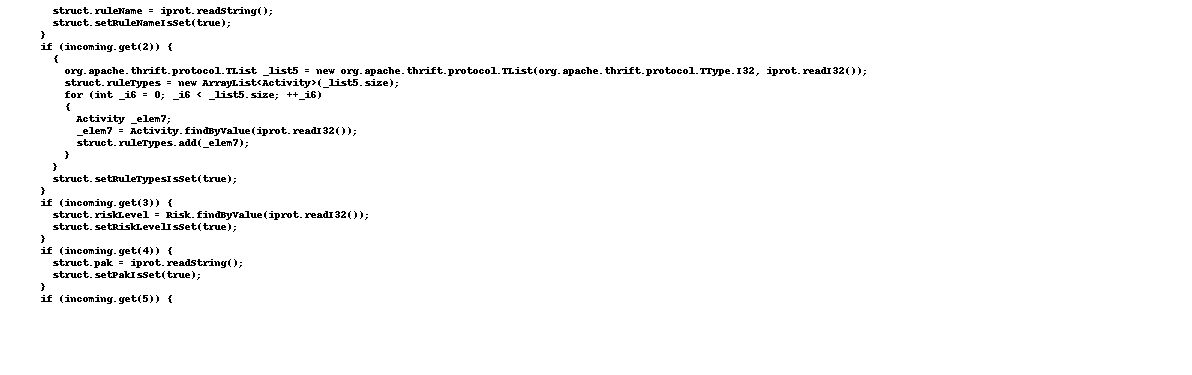 struct.ruleName = iprot.readString();
struct.setRuleNameIsSet(true);
}
if (incoming.get(2)) {
{
org.apache.thrift.protocol.TList _list5 = new org.apache.thrift.protocol.TList(org.apache.thrift.protocol.TType.I32, iprot.readI32());
struct.ruleTypes = new ArrayList<Activity>(_list5.size);
for (int _i6 = 0; _i6 < _list5.size; ++_i6)
{
Activity _elem7;
_elem7 = Activity.findByValue(iprot.readI32());
struct.ruleTypes.add(_elem7);
}
}
struct.setRuleTypesIsSet(true);
}
if (incoming.get(3)) {
struct.riskLevel = Risk.findByValue(iprot.readI32());
struct.setRiskLevelIsSet(true);
}
if (incoming.get(4)) {
struct.pak = iprot.readString();
struct.setPakIsSet(true);
}
if (incoming.get(5)) {